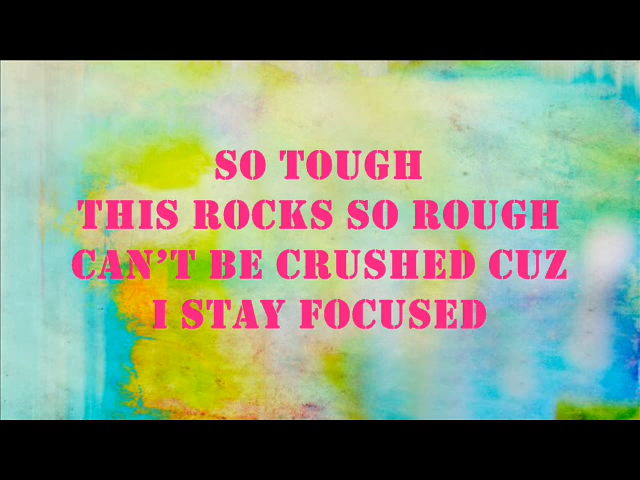 SO TOUGH
THIS ROCKS SO ROUGH
CAN'T BE CRUSHED CUZ
I STAY FOCUSED